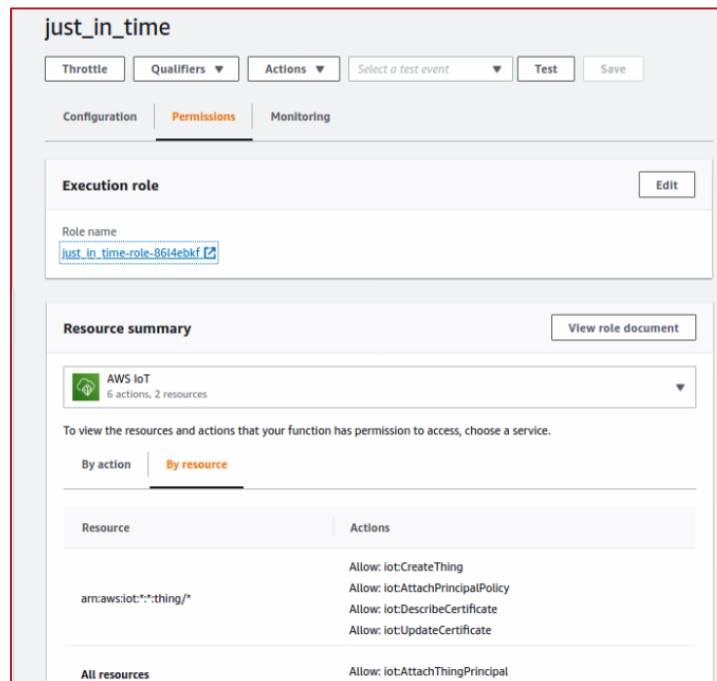 just_in_time
Throttle Qualifiers Actions Select a test event Test Save
Configuration Permissions Monitoring
Execution role Edit
Role name
just_in_time-role-86l4ebkf
Resource summary View role document
AWS IoT
6 actions, 2 resources
To view the resources and actions that your function has permission to access, choose a service.
By action By resource
Resource Actions
Allow: iot:CreateThing
Allow: iot:AttachPrincipalPolicy
arn:aws:iot:*:*:thing/*
Allow: iot:DescribeCertificate
Allow: iot:UpdateCertificate
All resources Allow: iot:AttachThingPrincipal